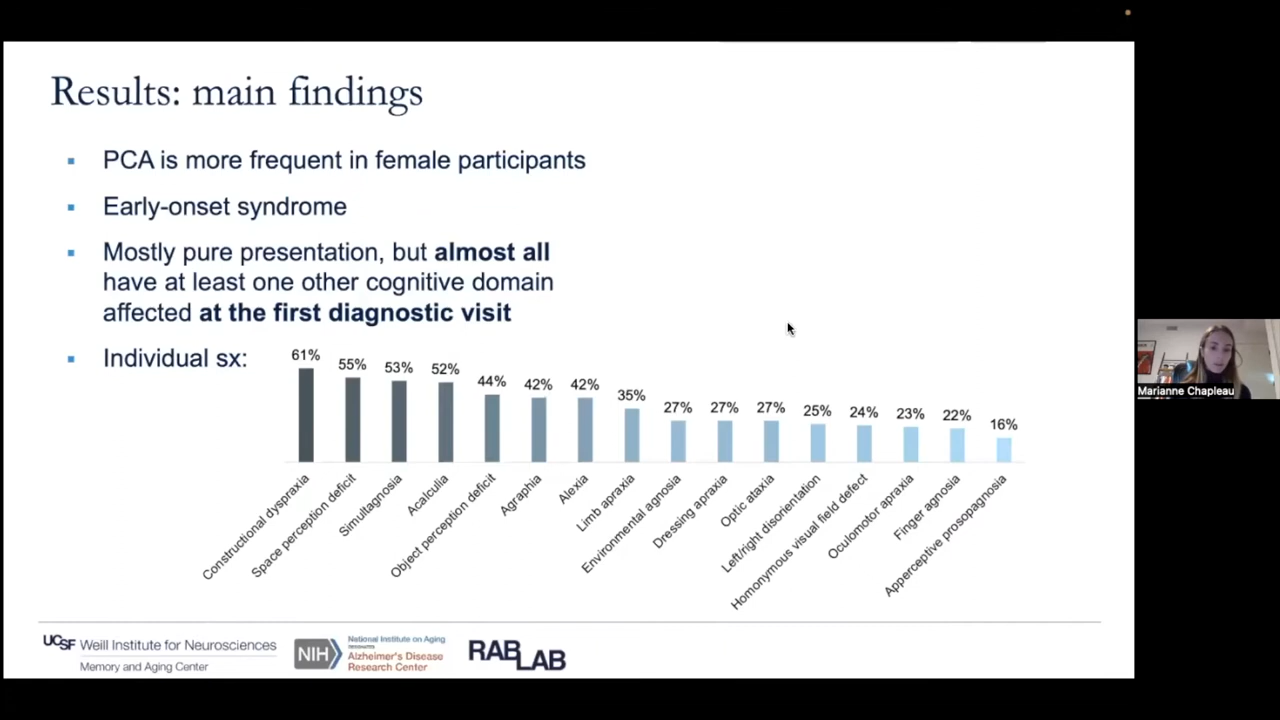 Results: main findings
PCA is more frequent in female participants
Early-onset syndrome
Mostly pure presentation, but almost all
have at least one other cognitive domain
affected at the first diagnostic visit
Individual sx:
61%
55%
53%
52%
44%
42%
42%
35%
27%
27%
27%
25%
24%
23%
22%
16%
Constructional dyspraxia
Space perception deficit
Simultagnosia
Acalculia
Object perception deficit
Agraphia
Alexia
Limb apraxia
Environmental agnosia
Dressing apraxia
Optic ataxia
Left/right disorientation
Homonymous visual field defect
Oculomotor apraxia
Finger agnosia
Apperceptive prosopagnosia
Marianne Chapleau
UCSF Weill Institute for Neurosciences
Memory and Aging Center
NIH
National Institute on Aging
Alzheimer's Disease
Research Center
RABLAB